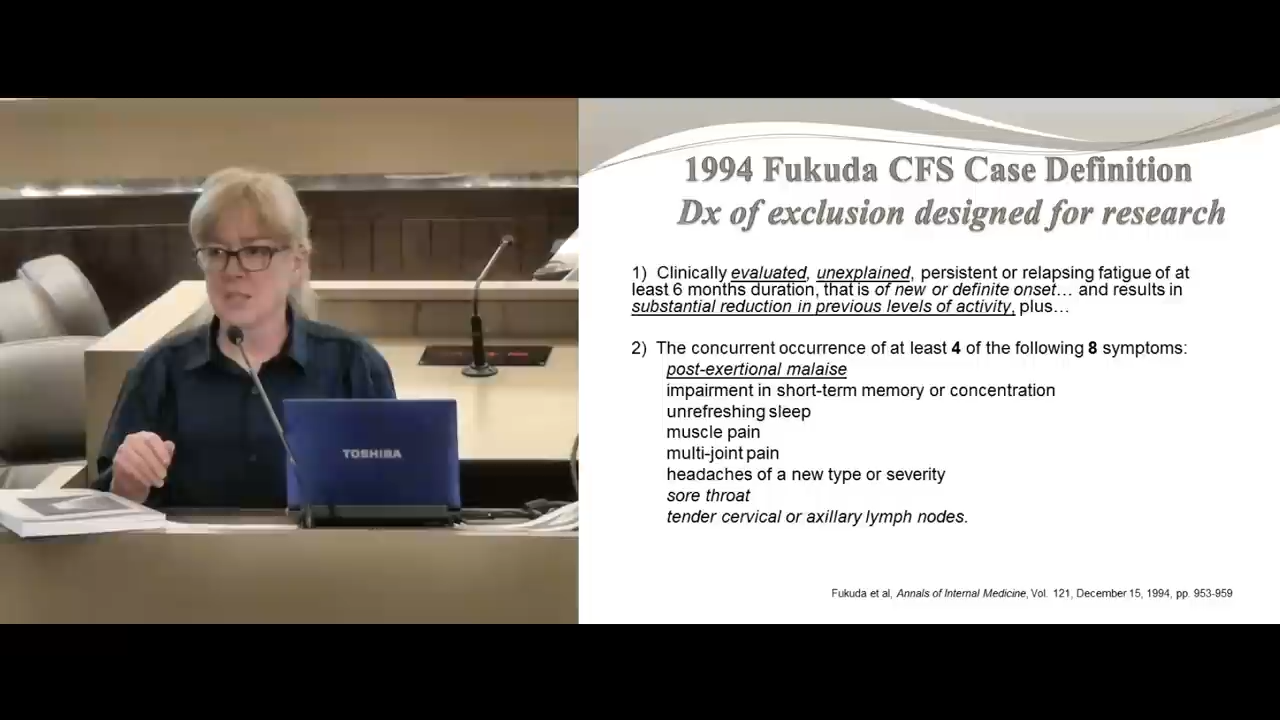 TOSHIBA
1994 Fukuda CFS Case Definition
Dx of exclusion designed for research
1) Clinically evaluated, unexplained, persistent or relapsing fatigue of at
least 6 months duration, that is of new or definite onset… and results in
substantial reduction in previous levels of activity, plus…
2) The concurrent occurrence of at least 4 of the following 8 symptoms:
post-exertional malaise
impairment in short-term memory or concentration
unrefreshing sleep
muscle pain
multi-joint pain
headaches of a new type or severity
sore throat
tender cervical or axillary lymph nodes.
Fukuda et al, Annals of Internal Medicine, Vol. 121, December 15, 1994, pp. 953-959